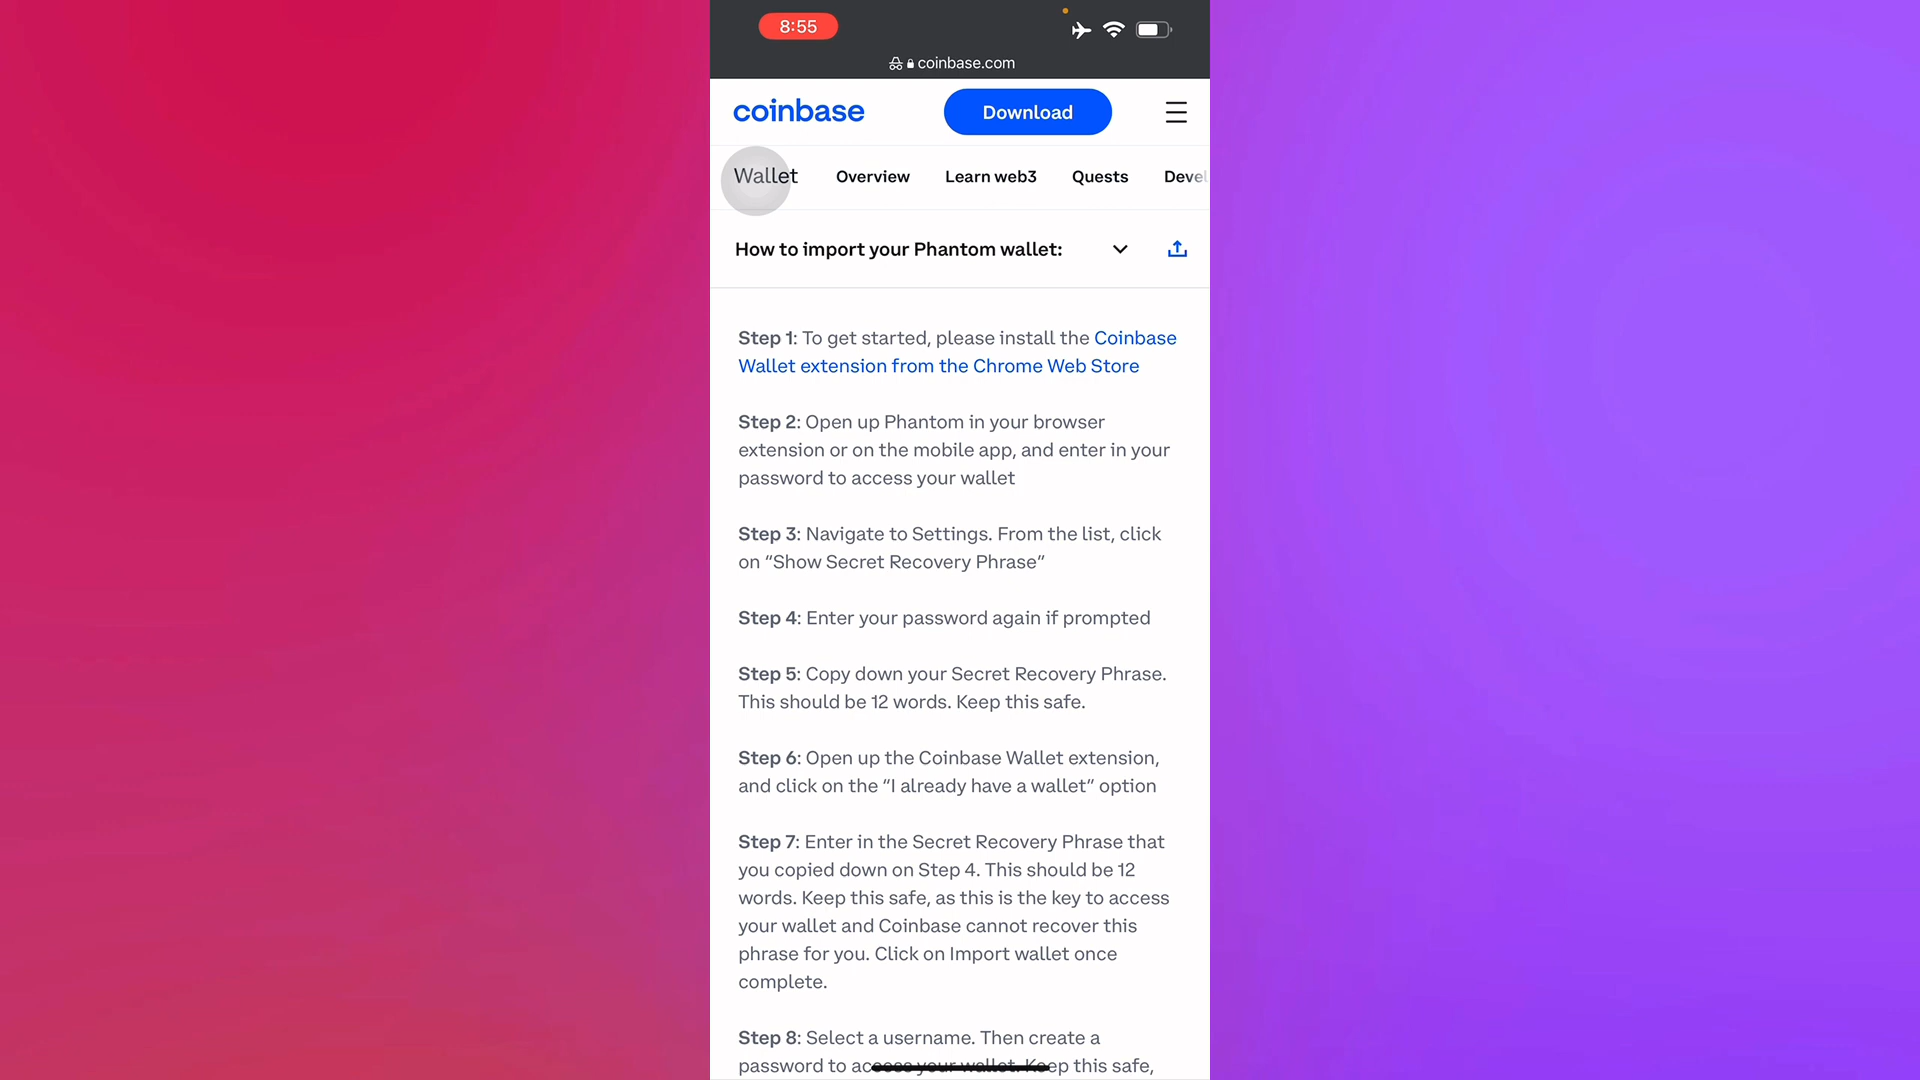 8:55
coinbase.com
coinbase
Download
Wallet
Overview
Learn web3
Quests
Devel
How to import your Phantom wallet:
Step 1: To get started, please install the Coinbase
Wallet extension from the Chrome Web Store
Step 2: Open up Phantom in your browser
extension or on the mobile app, and enter in your
password to access your wallet
Step 3: Navigate to Settings. From the list, click
on “Show Secret Recovery Phrase”
Step 4: Enter your password again if prompted
Step 5: Copy down your Secret Recovery Phrase.
This should be 12 words. Keep this safe.
Step 6: Open up the Coinbase Wallet extension,
and click on the “I already have a wallet” option
Step 7: Enter in the Secret Recovery Phrase that
you copied down on Step 4. This should be 12
words. Keep this safe, as this is the key to access
your wallet and Coinbase cannot recover this
phrase for you. Click on Import wallet once
complete.
Step 8: Select a username. Then create a
password to access your wallet. Keep this safe,